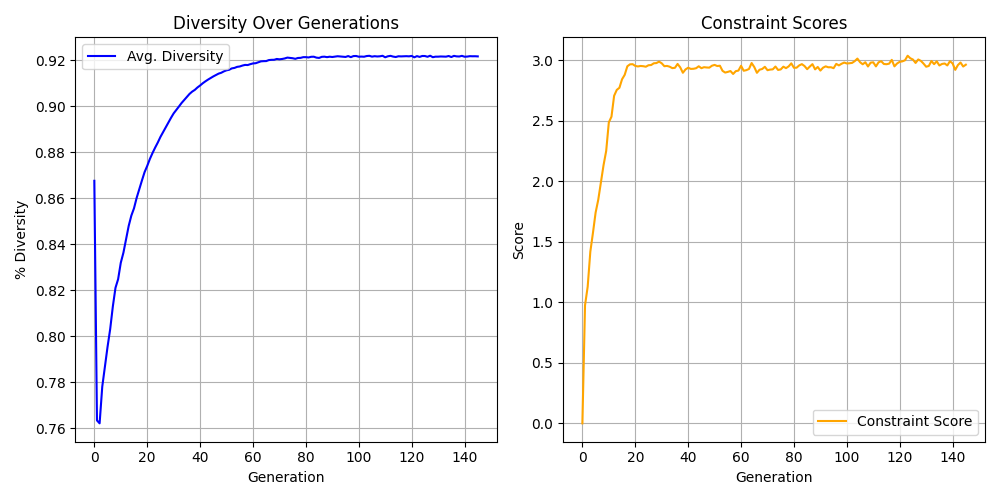 Diversity Over Generations
Avg. Diversity
% Diversity
0.92
0.90
0.88
0.86
0.84
0.82
0.80
0.78
0.76
0 20 40 60 80 100 120 140
Generation
Constraint Scores
Score
3.0
2.5
2.0
1.5
1.0
0.5
0.0
Constraint Score
0 20 40 60 80 100 120 140
Generation